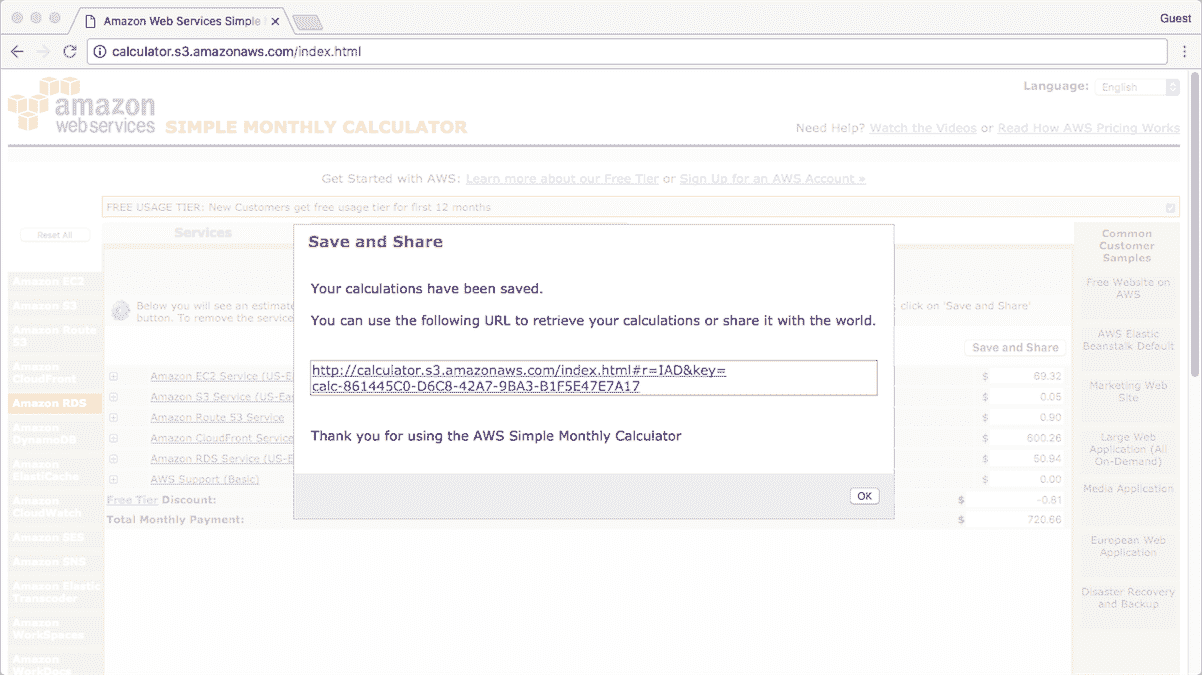 Amazon Web Services Simple
Guest
calculator.s3.amazonaws.com/index.html
Language: English
amazon
webservices
SIMPLE MONTHLY CALCULATOR
Need Help? Watch the Videos or Read How AWS Pricing Works
Get Started with AWS: Learn more about our Free Tier or Sign Up for an AWS Account »
FREE USAGE TIER: New Customers get free usage tier for first 12 months
Reset All
Services
Common
Customer
Samples
Save and Share
Your calculations have been saved.
You can use the following URL to retrieve your calculations or share it with the world.
http://calculator.s3.amazonaws.com/index.html#r=IAD&key=
calc-861445C0-D6C8-42A7-9BA3-B1F5E47E7A17
Thank you for using the AWS Simple Monthly Calculator
OK
Below you will see an estimate
click on 'Save and Share'
button. To remove the service
Save and Share
Amazon EC2 Service (US-E
$ 69.32
Amazon S3 Service (US-Eas
$ 0.05
Amazon Route 53 Service
$ 0.90
Amazon CloudFront Service
$ 600.26
Amazon RDS Service (US-E
$ 50.94
AWS Support (Basic)
$ 0.00
Free Tier Discount:
$ -0.81
Total Monthly Payment:
$ 720.66
Amazon EC2
Amazon S3
Amazon Route
53
Amazon
CloudFront
Amazon RDS
Amazon
DynamoDB
Amazon
ElastiCache
Amazon
CloudWatch
Amazon SES
Amazon SNS
Amazon Elastic
Transcoder
Amazon
WorkSpaces
Amazon
WorkDocs
Free Website on
AWS
AWS Elastic
Beanstalk Default
Marketing Web
Site
Large Web
Application (All
On-Demand)
Media Application
European Web
Application
Disaster Recovery
and Backup